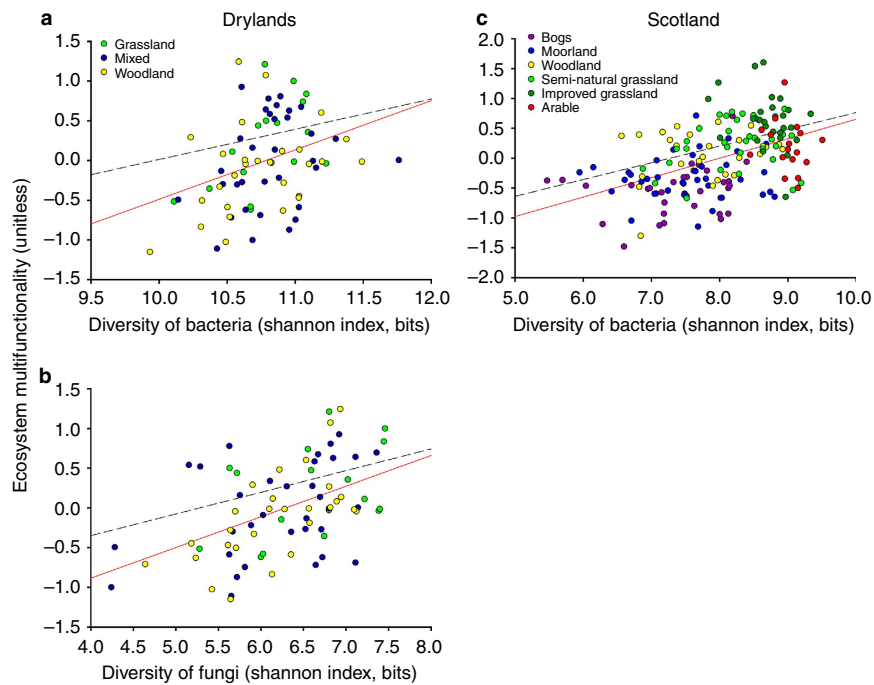 a
Drylands
Grassland
Mixed
Woodland
1.5
1.0
0.5
0.0
−0.5
−1.0
−1.5
9.5 10.0 10.5 11.0 11.5 12.0
Diversity of bacteria (shannon index, bits)
c
Scotland
Bogs
Moorland
Woodland
Semi-natural grassland
Improved grassland
Arable
2.0
1.5
1.0
0.5
0.0
−0.5
−1.0
−1.5
−2.0
5.0 6.0 7.0 8.0 9.0 10.0
Diversity of bacteria (shannon index, bits)
Ecosystem multifunctionality (unitless)
b
1.5
1.0
0.5
0.0
−0.5
−1.0
−1.5
4.0 4.5 5.0 5.5 6.0 6.5 7.0 7.5 8.0
Diversity of fungi (shannon index, bits)